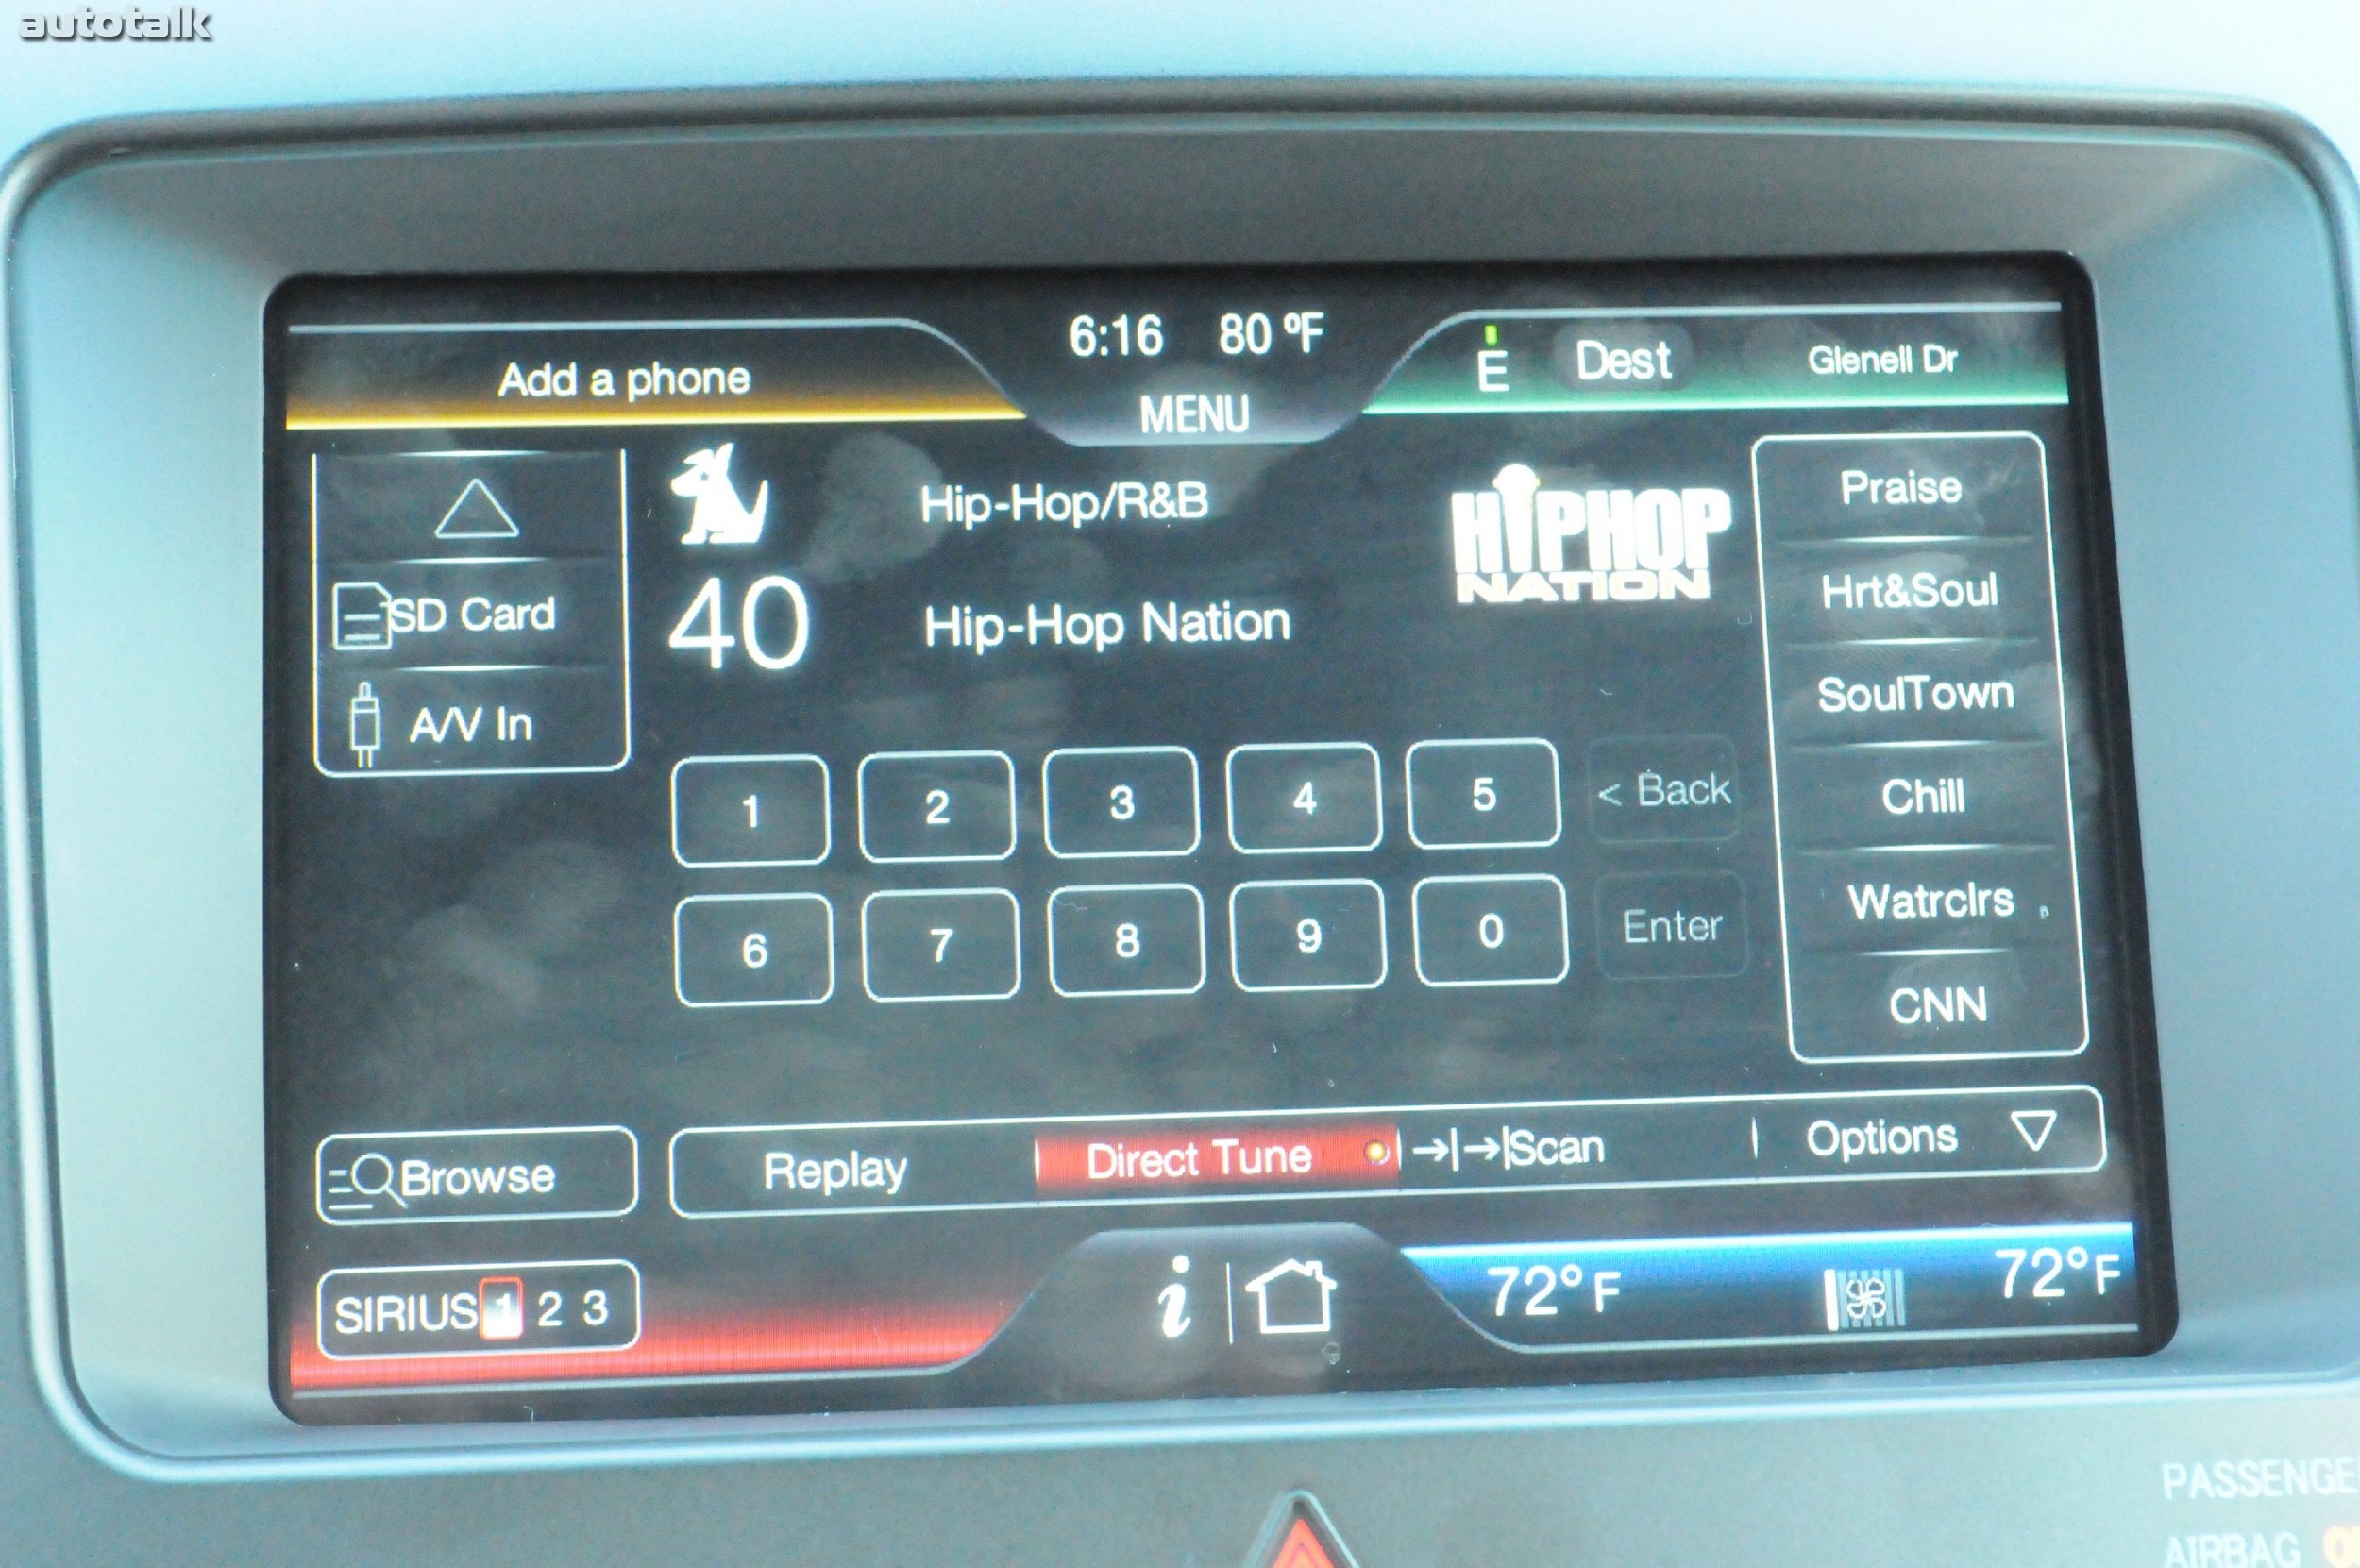 autotalk
6:16 80 ºF
Add a phone
MENU
E Dest Glenell Dr
SD Card
A/V In
40
Hip-Hop/R&B
Hip-Hop Nation
HIPHOP
NATION
Praise
Hrt&Soul
SoulTown
Chill
Watrclrs
CNN
1 2 3 4 5 < Back
6 7 8 9 0 Enter
Browse
Replay Direct Tune Scan Options
SIRIUS 1 2 3
i
72°F 72°F
PASSENGE
AIRBAG